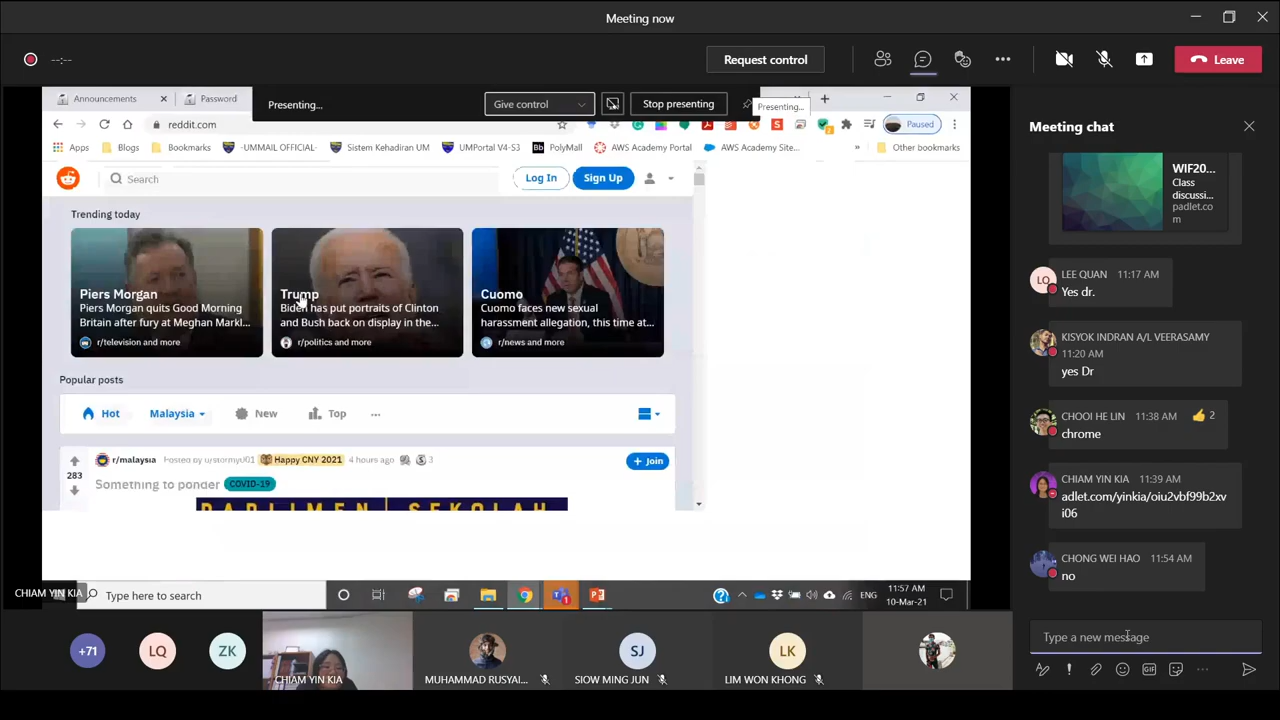 Meeting now
--:--
Request control
Leave
Announcements
Password
Presenting...
Give control
Stop presenting
Presenting...
reddit.com
Paused
Apps
Blogs
Bookmarks
-UMMAIL OFFICIAL-
Sistem Kehadiran UM
UMPortal V4-S3
Bb PolyMall
AWS Academy Portal
AWS Academy Site...
»
Other bookmarks
Search
Log In
Sign Up
Trending today
Piers Morgan
Piers Morgan quits Good Morning
Britain after fury at Meghan Markl...
r/television and more
Trump
Biden has put portraits of Clinton
and Bush back on display in the...
r/politics and more
Cuomo
Cuomo faces new sexual
harassment allegation, this time at...
r/news and more
Popular posts
Hot
Malaysia
New
Top
...
r/malaysia
Posted by u/stormy001
Happy CNY 2021
4 hours ago
3
+ Join
283
Something to ponder
COVID-19
PARLIMEN | SEKOLAH
CHIAM YIN KIA
Type here to search
ENG
11:57 AM
10-Mar-21
+71
LQ
ZK
CHIAM YIN KIA
MUHAMMAD RUSYAI...
SJ
SIOW MING JUN
LK
LIM WON KHONG
Meeting chat
WIF20...
Class
discussi...
padlet.co
m
LQ
LEE QUAN 11:17 AM
Yes dr.
KISYOK INDRAN A/L VEERASAMY
11:20 AM
yes Dr
CHOOI HE LIN 11:38 AM
2
chrome
CHIAM YIN KIA 11:39 AM
adlet.com/yinkia/oiu2vbf99b2xv
i06
CHONG WEI HAO 11:54 AM
no
Type a new message
GIF